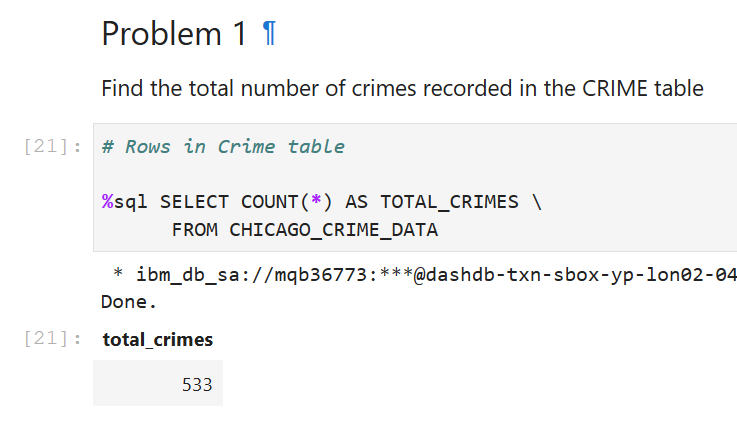 Problem 1 ¶
Find the total number of crimes recorded in the CRIME table
[21]: # Rows in Crime table
%sql SELECT COUNT(*) AS TOTAL_CRIMES \
FROM CHICAGO_CRIME_DATA
* ibm_db_sa://mqb36773:***@dashdb-txn-sbox-yp-lon02-04
Done.
[21]: total_crimes
533